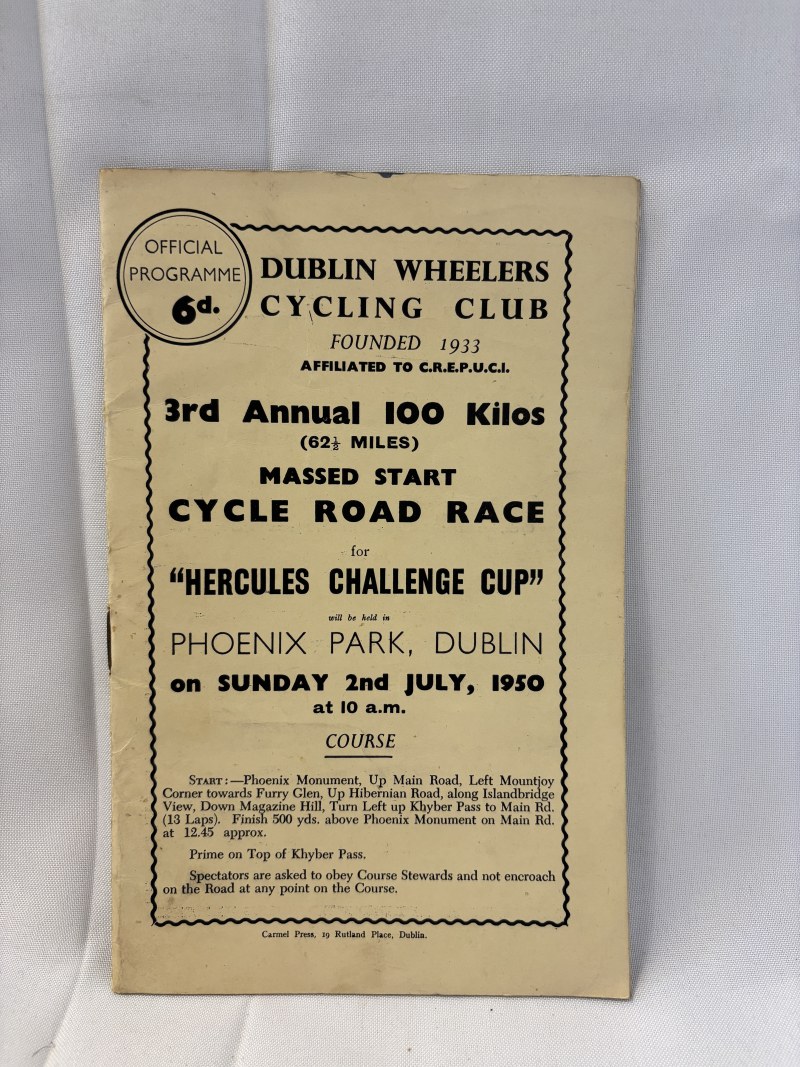 OFFICIAL
PROGRAMME
6d.
DUBLIN WHEELERS
CYCLING CLUB
FOUNDED 1933
AFFILIATED TO C.R.E.P.U.C.I.
3rd Annual 100 Kilos
(62½ MILES)
MASSED START
CYCLE ROAD RACE
for
"HERCULES CHALLENGE CUP"
will be held in
PHOENIX PARK, DUBLIN
on SUNDAY 2nd JULY, 1950
at 10 a.m.
COURSE
START:—Phoenix Monument, Up Main Road, Left Mountjoy
Corner towards Furry Glen, Up Hibernian Road, along Islandbridge
View, Down Magazine Hill, Turn Left up Khyber Pass to Main Rd.
(13 Laps). Finish 500 yds. above Phoenix Monument on Main Rd.
at 12.45 approx.
Prime on Top of Khyber Pass.
Spectators are asked to obey Course Stewards and not encroach
on the Road at any point on the Course.
Carmel Press, 19 Rutland Place, Dublin.